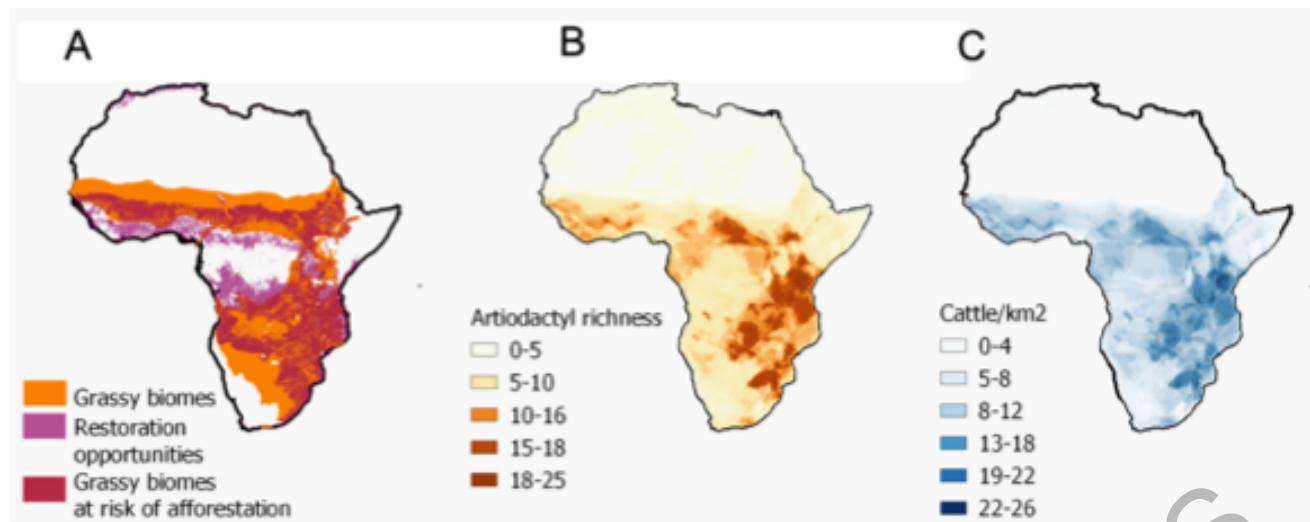 A
B
C
Grassy biomes
Restoration
opportunities
Grassy biomes
at risk of afforestation
Artiodactyl richness
0-5
5-10
10-16
15-18
18-25
Cattle/km2
0-4
5-8
8-12
13-18
19-22
22-26